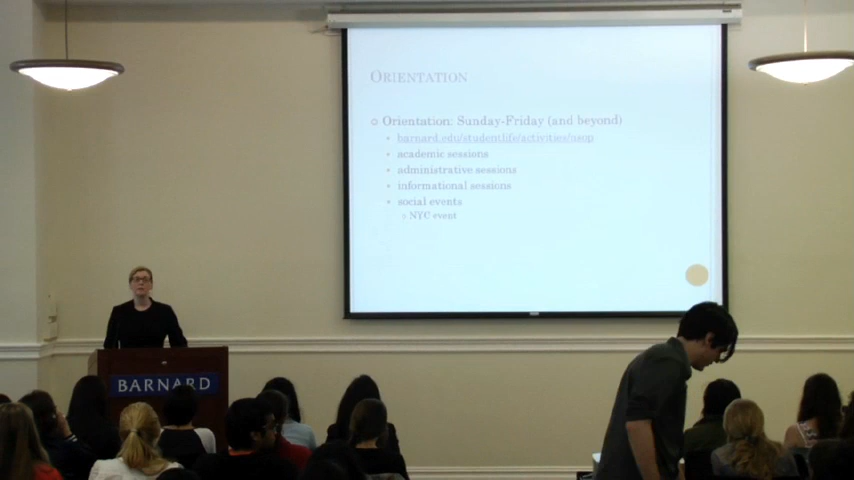 ORIENTATION
Orientation: Sunday-Friday (and beyond)
barnard.edu/studentlife/activities/nsop
academic sessions
administrative sessions
informational sessions
social events
NYC event
BARNARD